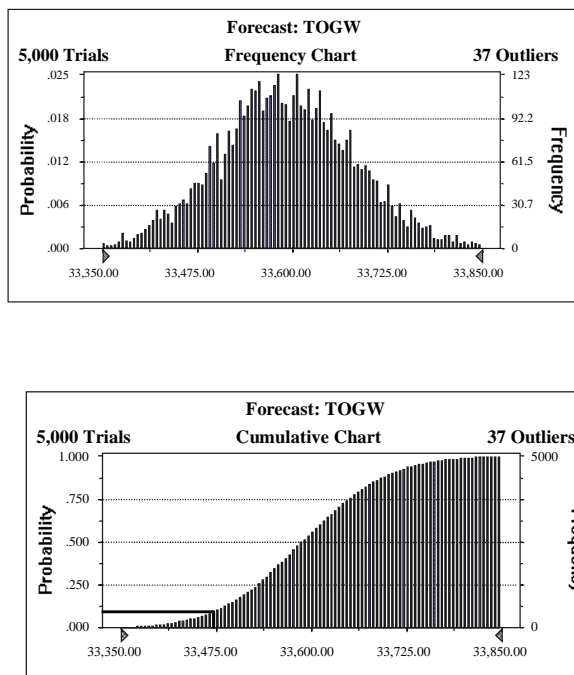 Forecast: TOGW
5,000 Trials Frequency Chart 37 Outliers
.025 123
.018 92.2
.012 61.5
.006 30.7
.000 0
Probability
Frequency
33,350.00 33,475.00 33,600.00 33,725.00 33,850.00
Forecast: TOGW
5,000 Trials Cumulative Chart 37 Outliers
1.000 5000
.750
.500
.250
.000 0
Probability
33,350.00 33,475.00 33,600.00 33,725.00 33,850.00